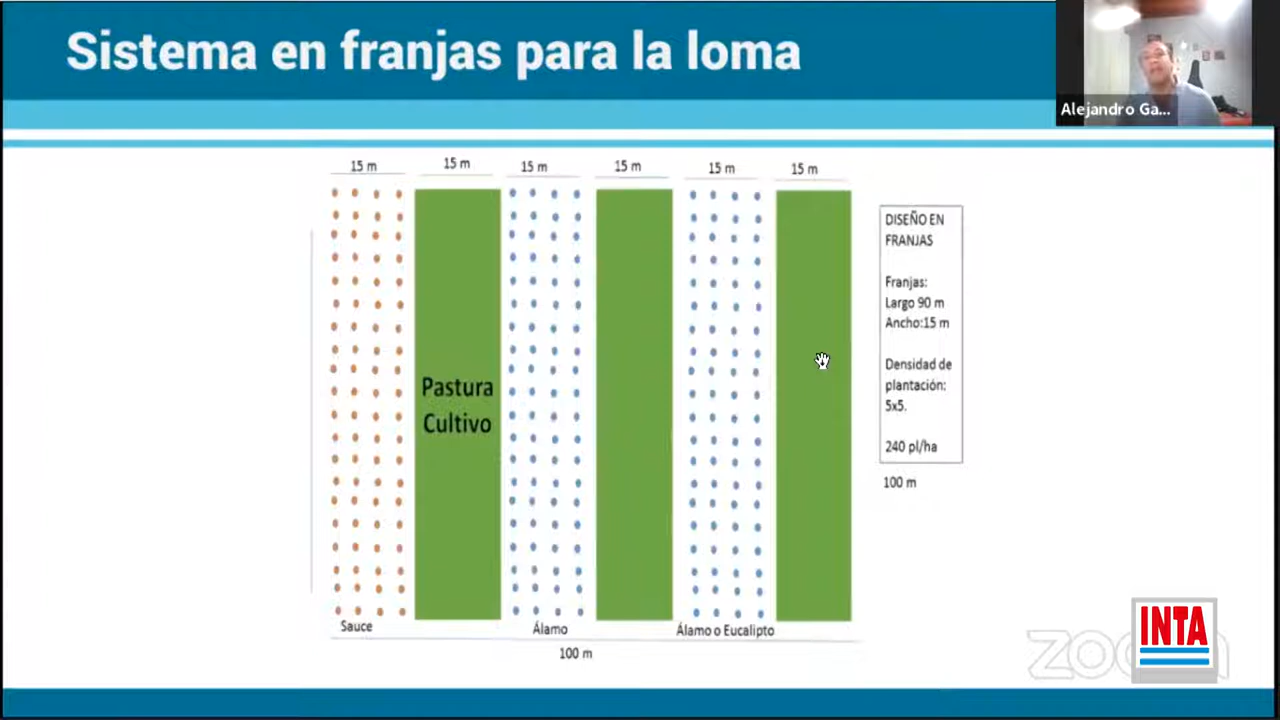 Sistema en franjas para la loma
Alejandro Ga...
15 m
15 m
15 m
15 m
15 m
15 m
DISEÑO EN
FRANJAS
Franjas:
Largo 90 m
Ancho:15 m
Densidad de
plantación:
5x5.
240 pl/ha
100 m
Pastura
Cultivo
Sauce
Álamo
Álamo o Eucalipto
100 m
zoom
INTA